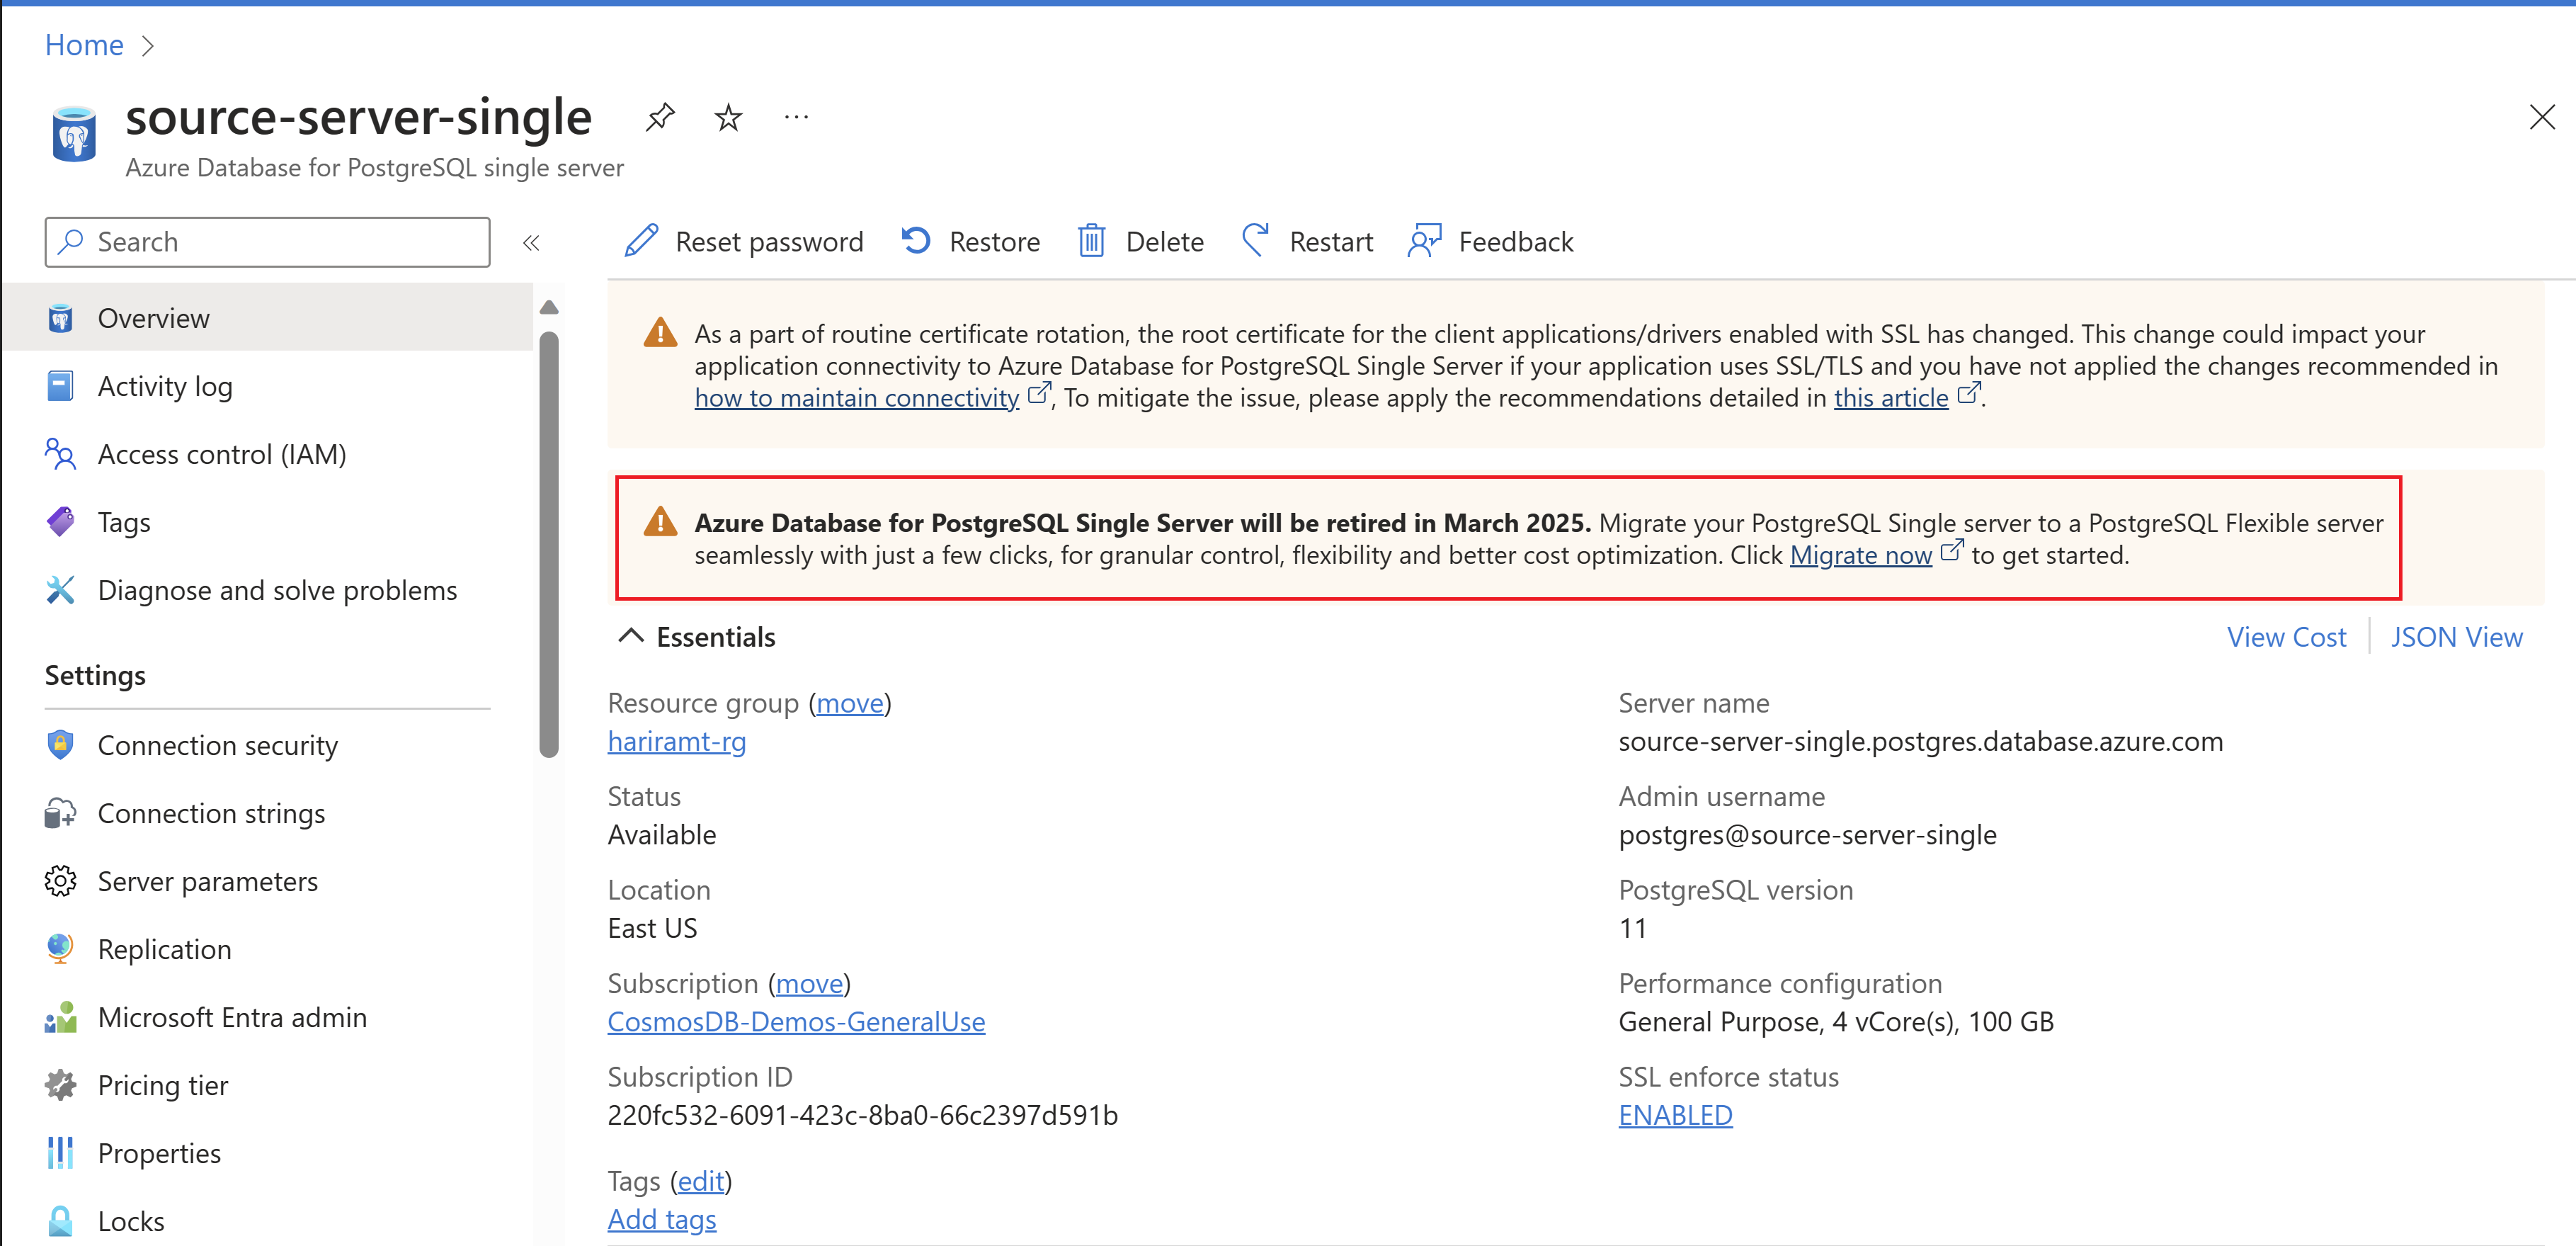 Home
source-server-single
Azure Database for PostgreSQL single server
Search
Reset password
Restore
Delete
Restart
Feedback
Overview
Activity log
Access control (IAM)
Tags
Diagnose and solve problems
Settings
Connection security
Connection strings
Server parameters
Replication
Microsoft Entra admin
Pricing tier
Properties
Locks
As a part of routine certificate rotation, the root certificate for the client applications/drivers enabled with SSL has changed. This change could impact your
application connectivity to Azure Database for PostgreSQL Single Server if your application uses SSL/TLS and you have not applied the changes recommended in
how to maintain connectivity, To mitigate the issue, please apply the recommendations detailed in this article.
Azure Database for PostgreSQL Single Server will be retired in March 2025. Migrate your PostgreSQL Single server to a PostgreSQL Flexible server
seamlessly with just a few clicks, for granular control, flexibility and better cost optimization. Click Migrate now to get started.
Essentials
View Cost
JSON View
Resource group (move)
hariramt-rg
Status
Available
Location
East US
Subscription (move)
CosmosDB-Demos-GeneralUse
Subscription ID
220fc532-6091-423c-8ba0-66c2397d591b
Tags (edit)
Add tags
Server name
source-server-single.postgres.database.azure.com
Admin username
postgres@source-server-single
PostgreSQL version
11
Performance configuration
General Purpose, 4 vCore(s), 100 GB
SSL enforce status
ENABLED